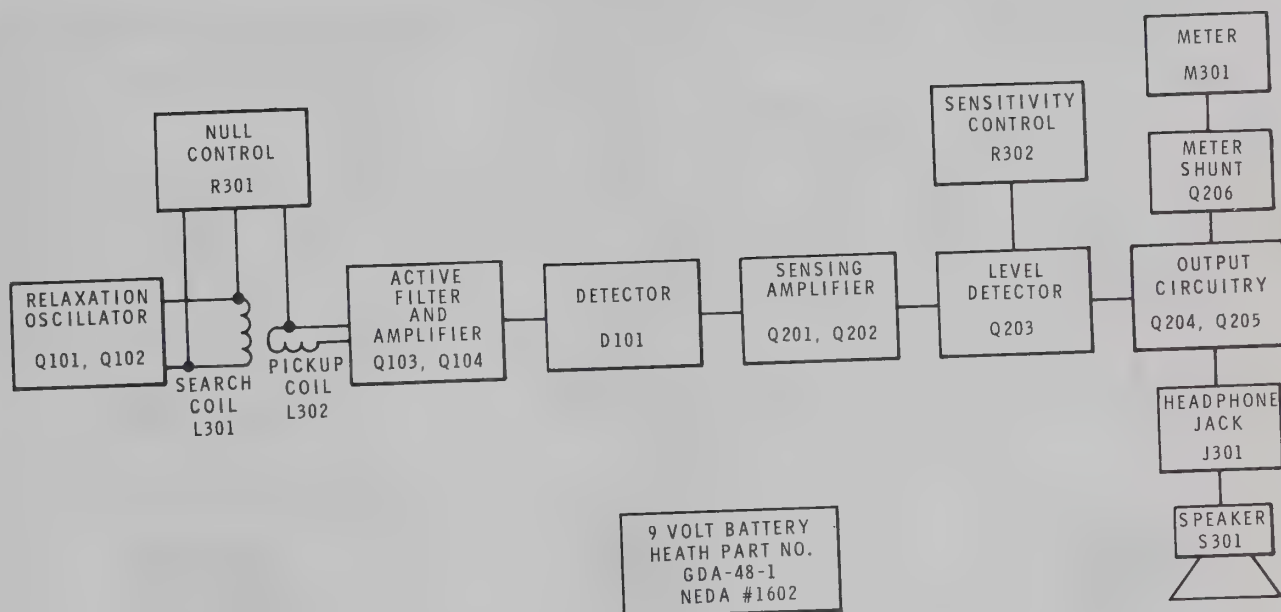 METER
M301
NULL
CONTROL
R301
SENSITIVITY
CONTROL
R302
METER
SHUNT
Q206
RELAXATION
OSCILLATOR
Q101, Q102
SEARCH
COIL
L301
PICKUP
COIL
L302
ACTIVE
FILTER
AND
AMPLIFIER
Q103, Q104
DETECTOR
D101
SENSING
AMPLIFIER
Q201, Q202
LEVEL
DETECTOR
Q203
OUTPUT
CIRCUITRY
Q204, Q205
HEADPHONE
JACK
J301
SPEAKER
S301
9 VOLT BATTERY
HEATH PART NO.
GDA-48-1
NEDA #1602